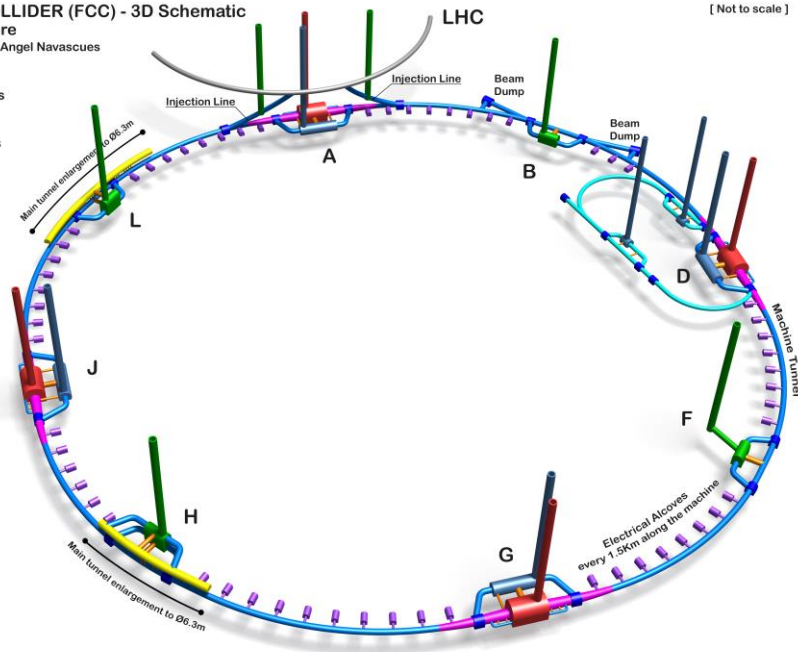 LLIDER (FCC) - 3D Schematic
re
Angel Navascues
[ Not to scale ]
LHC
s
s
Injection Line
Injection Line
Beam
Dump
Beam
Dump
Main tunnel enlargement to Ø6.3m
A
B
L
D
Machine Tunnel
J
F
H
G
Electrical Alcoves
every 1.5Km along the machine
Main tunnel enlargement to Ø6.3m